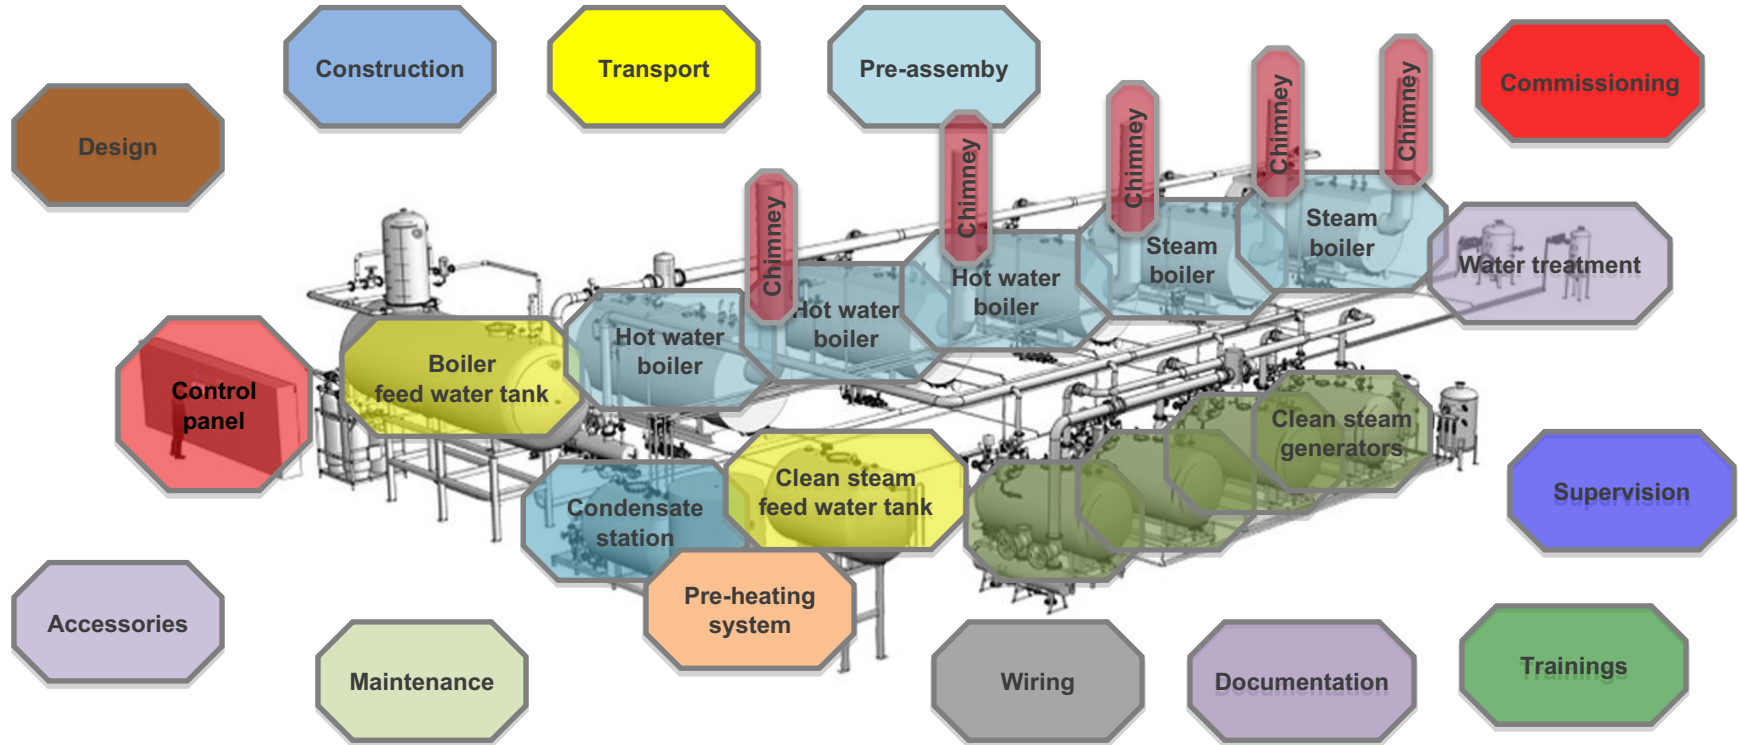 Construction
Transport
Pre-assemby
Commissioning
Design
Chimney
Chimney
Chimney
Chimney
Chimney
Steam
boiler
Steam
boiler
Water treatment
Hot water
boiler
Hot water
boiler
Hot water
boiler
Boiler
feed water tank
Control
panel
Clean steam
generators
Clean steam
feed water tank
Condensate
station
Supervision
Pre-heating
system
Accessories
Maintenance
Wiring
Documentation
Trainings